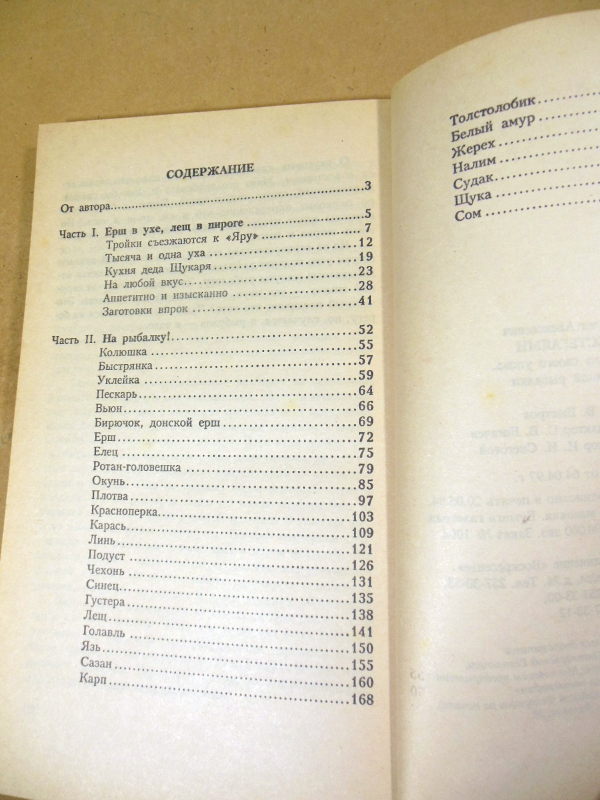 СОДЕРЖАНИЕ
От автора 3
Часть I. Ерш в ухе, лещ в пироге 5
Тройки съезжаются к «Яру» 7
Тысяча и одна уха 12
Кухня деда Щукаря 19
На любой вкус 23
Аппетитно и изысканно 28
Заготовки впрок 41
Часть II. На рыбалку! 52
Колюшка 55
Быстрянка 57
Уклейка 59
Пескарь 64
Вьюн 66
Бирючок, донской ерш 69
Ерш 72
Елец 75
Ротан-головешка 79
Окунь 85
Плотва 97
Красноперка 103
Карась 109
Линь 121
Подуст 126
Чехонь 131
Синец 135
Густера 138
Лещ 141
Голавль 150
Язь 155
Сазан 160
Карп 168
Толстолобик
Белый амур
Жерех
Налим
Судак
Щука
Сом